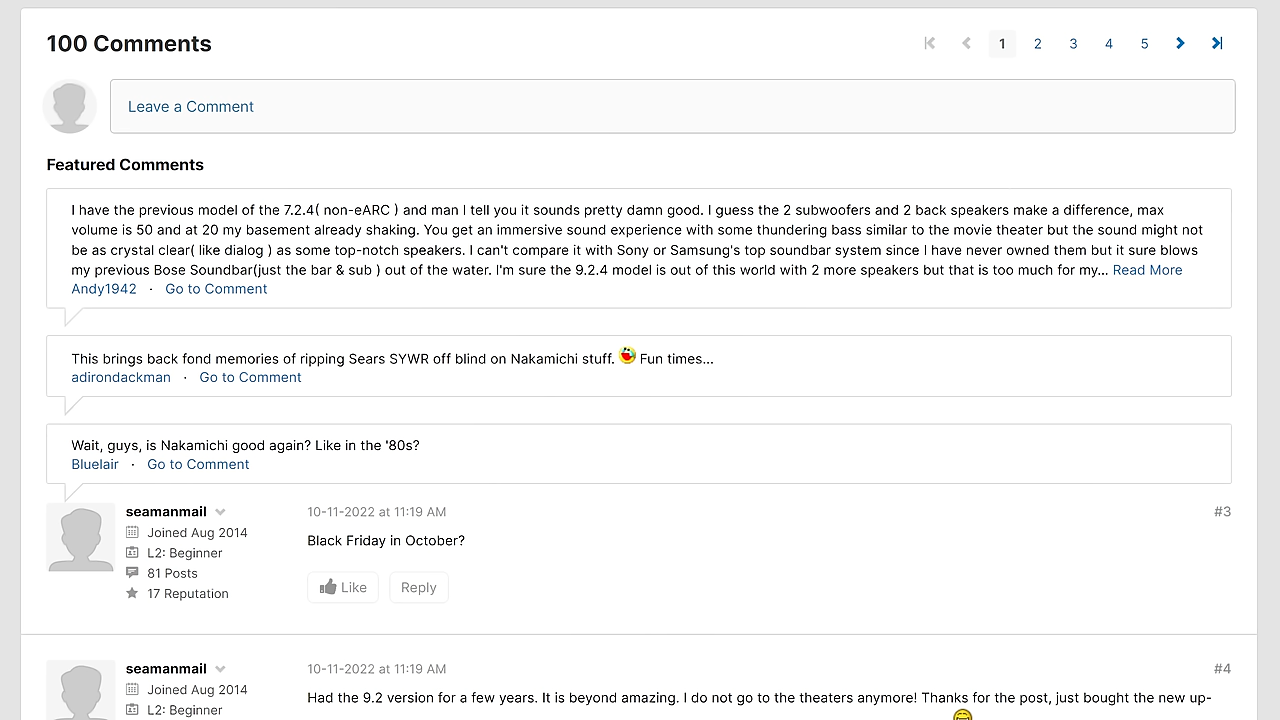 100 Comments
1 2 3 4 5
Leave a Comment
Featured Comments
I have the previous model of the 7.2.4( non-eARC ) and man I tell you it sounds pretty damn good. I guess the 2 subwoofers and 2 back speakers make a difference, max
volume is 50 and at 20 my basement already shaking. You get an immersive sound experience with some thundering bass similar to the movie theater but the sound might not
be as crystal clear( like dialog ) as some top-notch speakers. I can't compare it with Sony or Samsung's top soundbar system since I have never owned them but it sure blows
my previous Bose Soundbar(just the bar & sub ) out of the water. I'm sure the 9.2.4 model is out of this world with 2 more speakers but that is too much for my... Read More
Andy1942 · Go to Comment
This brings back fond memories of ripping Sears SYWR off blind on Nakamichi stuff. Fun times...
adirondackman · Go to Comment
Wait, guys, is Nakamichi good again? Like in the '80s?
Bluelair · Go to Comment
seamanmail 10-11-2022 at 11:19 AM #3
Joined Aug 2014
L2: Beginner
81 Posts
17 Reputation
Black Friday in October?
Like Reply
seamanmail 10-11-2022 at 11:19 AM #4
Joined Aug 2014
L2: Beginner
Had the 9.2 version for a few years. It is beyond amazing. I do not go to the theaters anymore! Thanks for the post, just bought the new up-